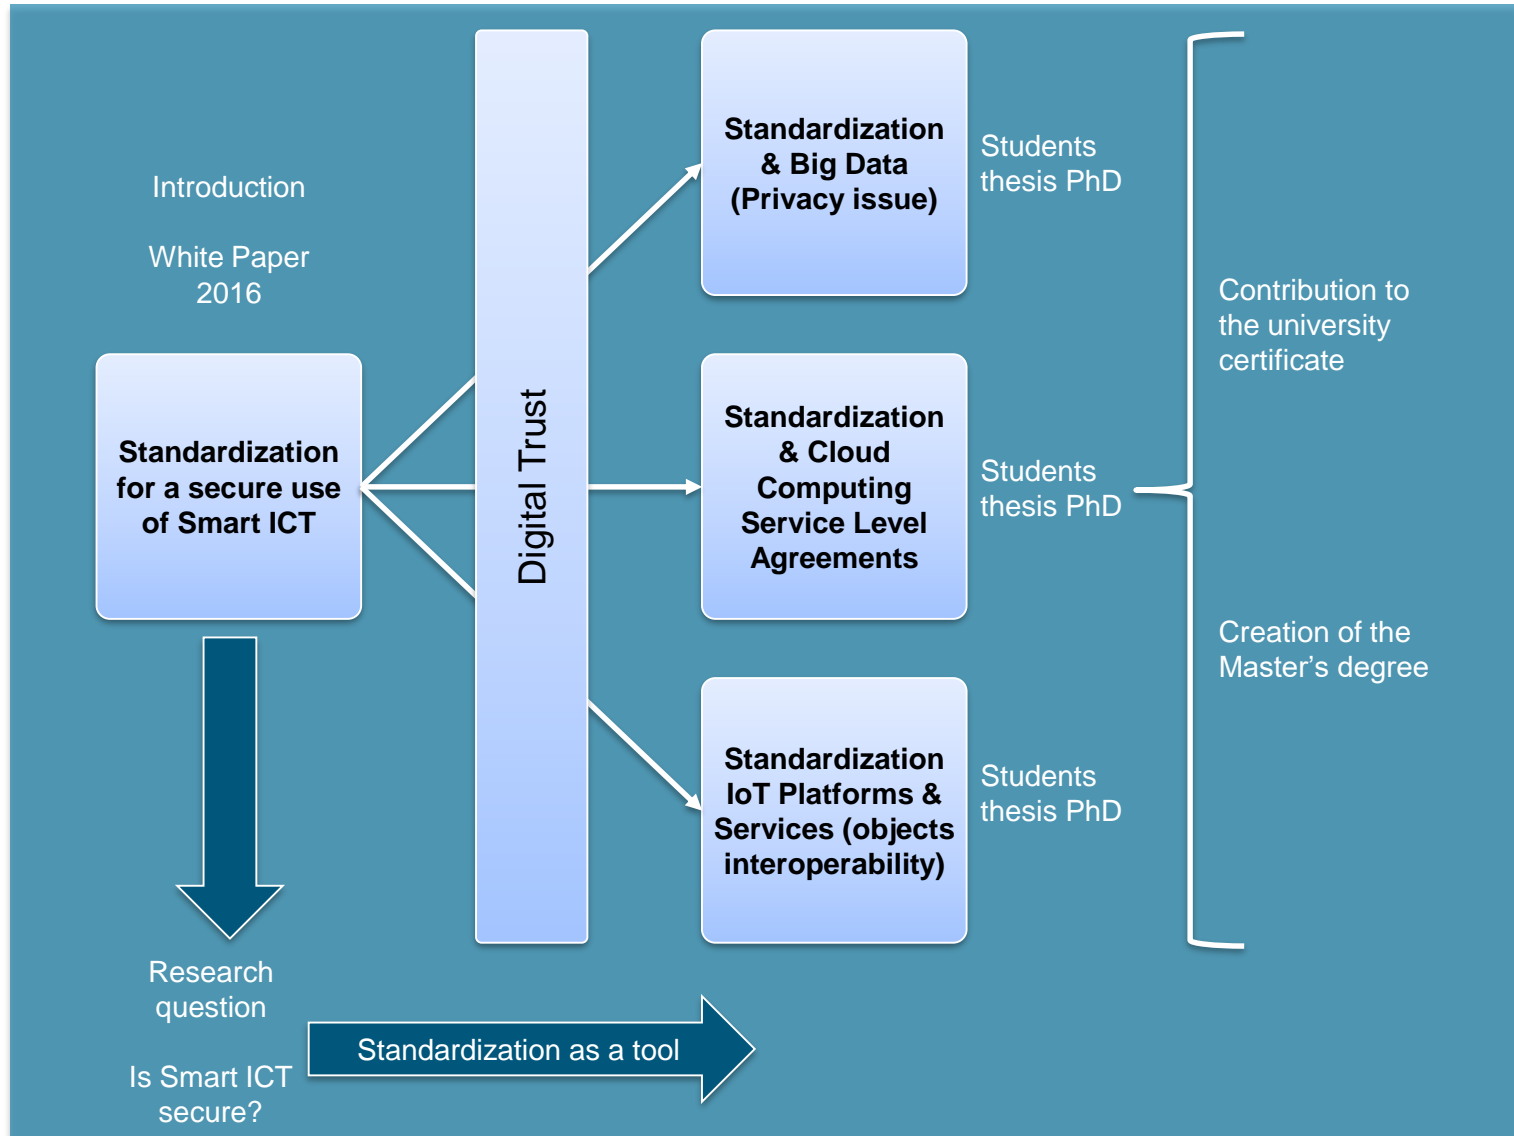 Introduction
White Paper
2016
Standardization
for a secure use
of Smart ICT
Research
question
Is Smart ICT
secure?
Standardization as a tool
Digital Trust
Standardization
& Big Data
(Privacy issue)
Students
thesis PhD
Standardization
& Cloud
Computing
Service Level
Agreements
Students
thesis PhD
Standardization
IoT Platforms &
Services (objects
interoperability)
Students
thesis PhD
Contribution to
the university
certificate
Creation of the
Master’s degree